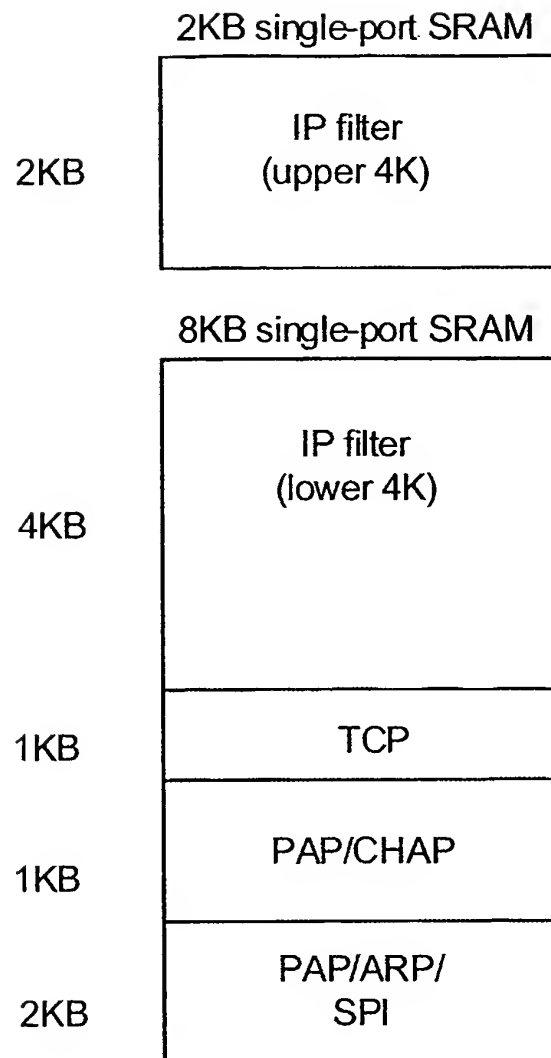 2KB single-port SRAM
2KB
IP filter
(upper 4K)
8KB single-port SRAM
4KB
IP filter
(lower 4K)
1KB
TCP
1KB
PAP/CHAP
2KB
PAP/ARP/
SPI